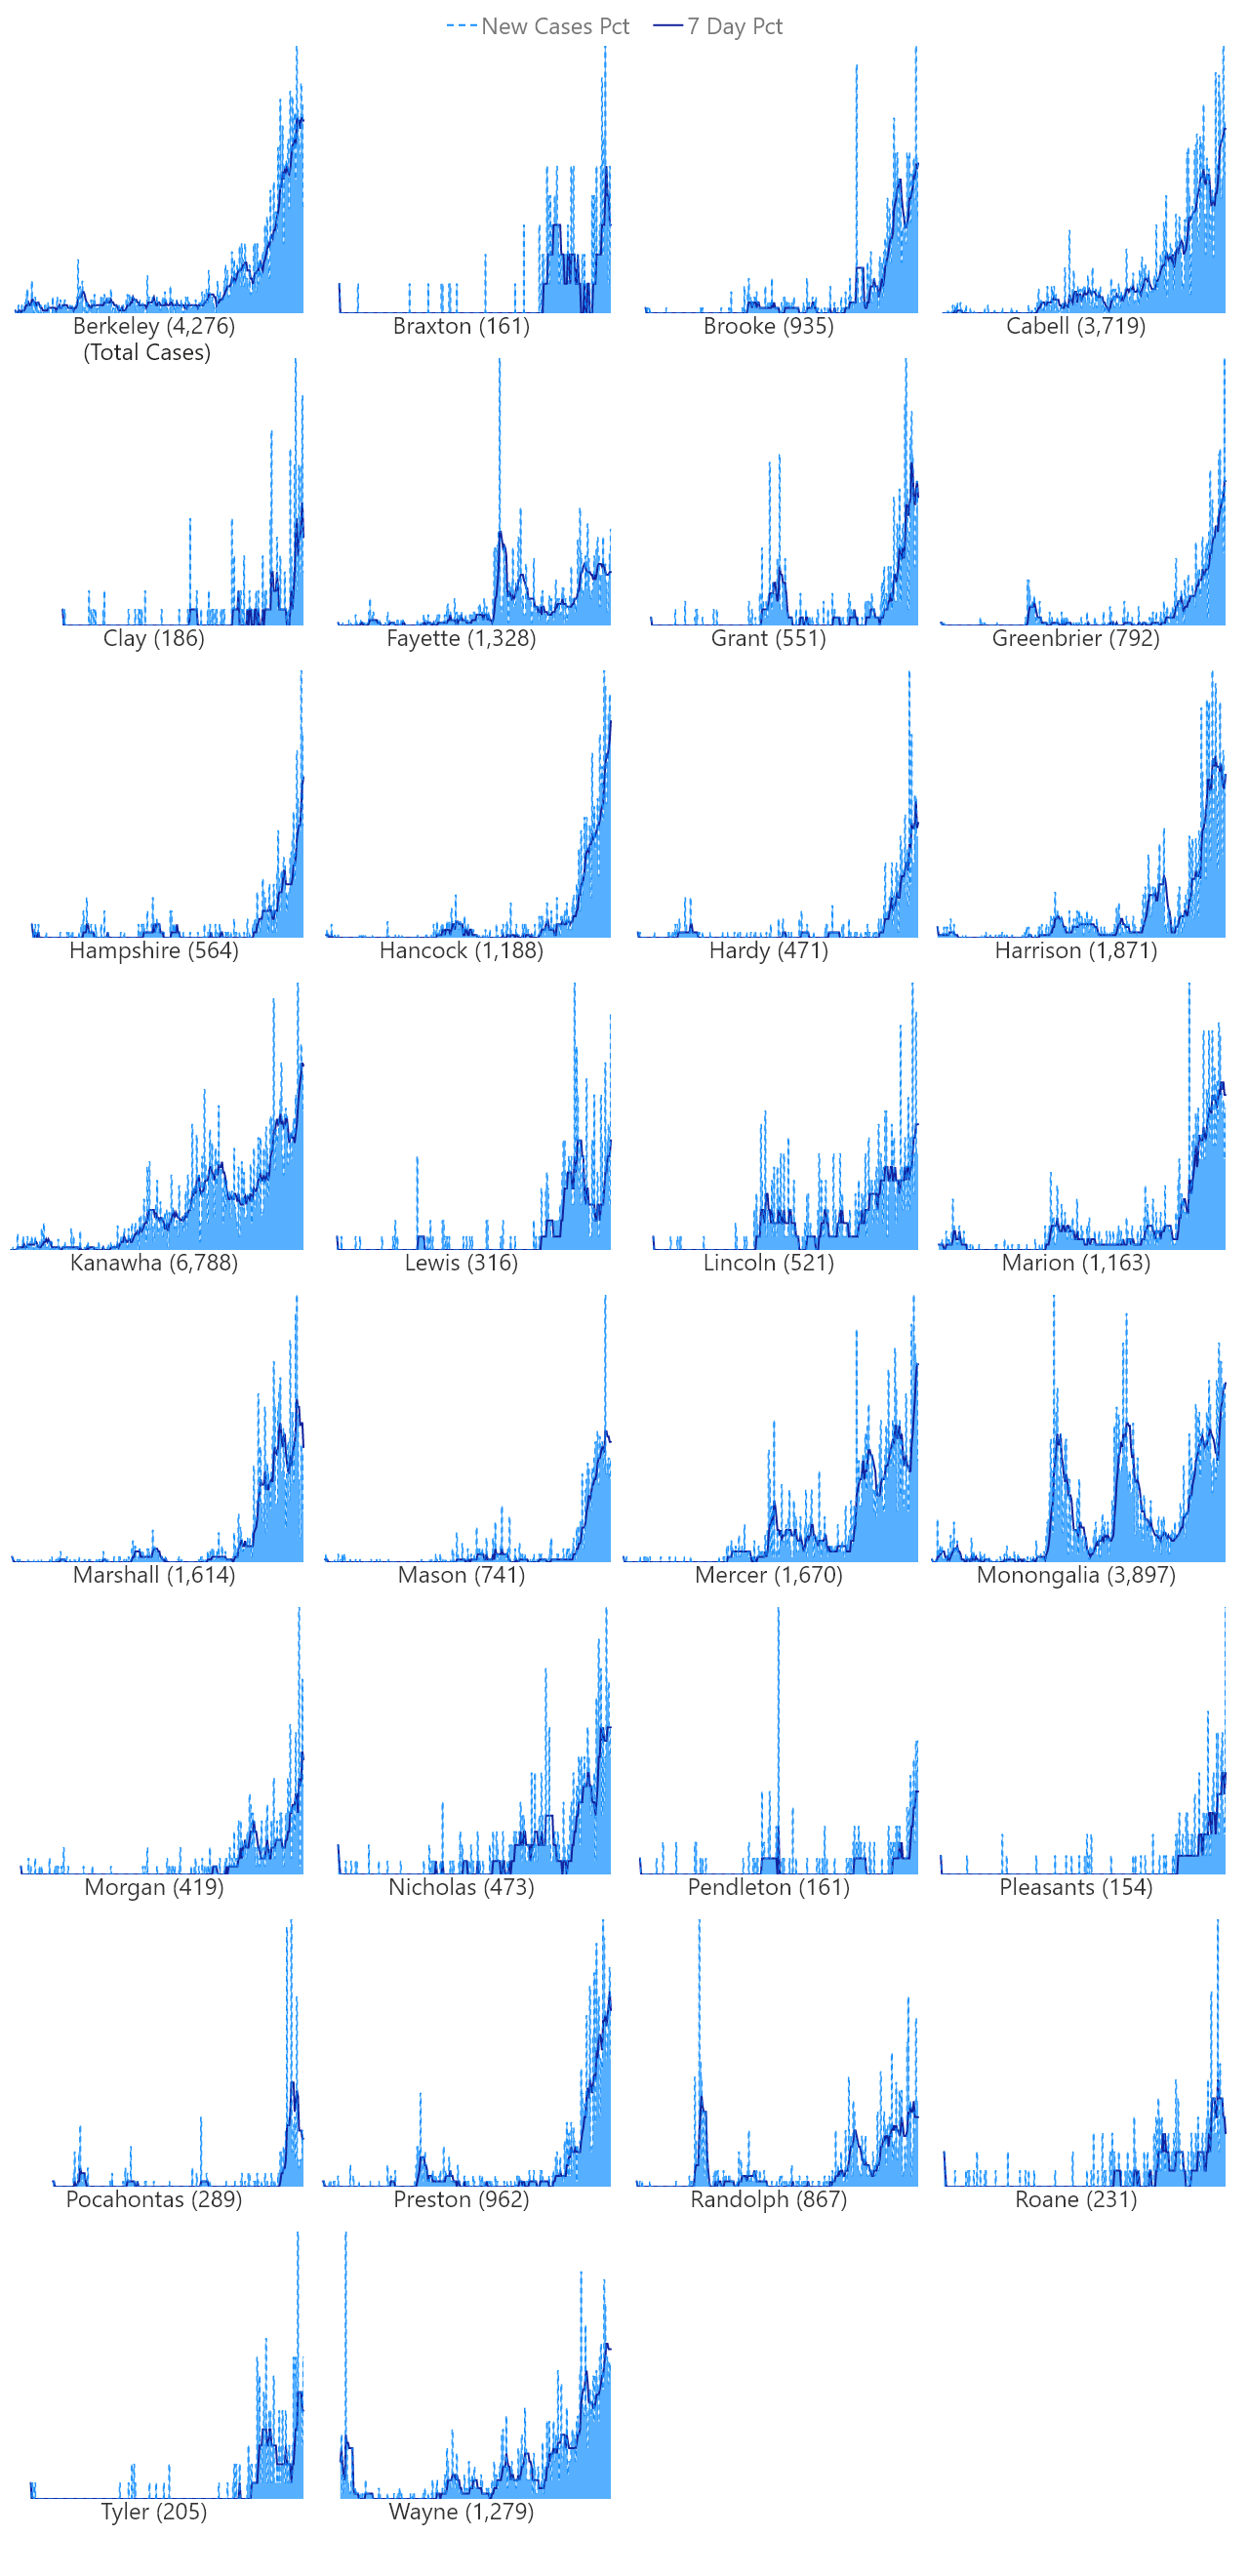 New Cases Pct 7 Day Pct
Berkeley (4,276) Braxton (161) Brooke (935) Cabell (3,719)
(Total Cases)
Clay (186) Fayette (1,328) Grant (551) Greenbrier (792)
Hampshire (564) Hancock (1,188) Hardy (471) Harrison (1,871)
Kanawha (6,788) Lewis (316) Lincoln (521) Marion (1,163)
Marshall (1,614) Mason (741) Mercer (1,670) Monongalia (3,897)
Morgan (419) Nicholas (473) Pendleton (161) Pleasants (154)
Pocahontas (289) Preston (962) Randolph (867) Roane (231)
Tyler (205) Wayne (1,279)